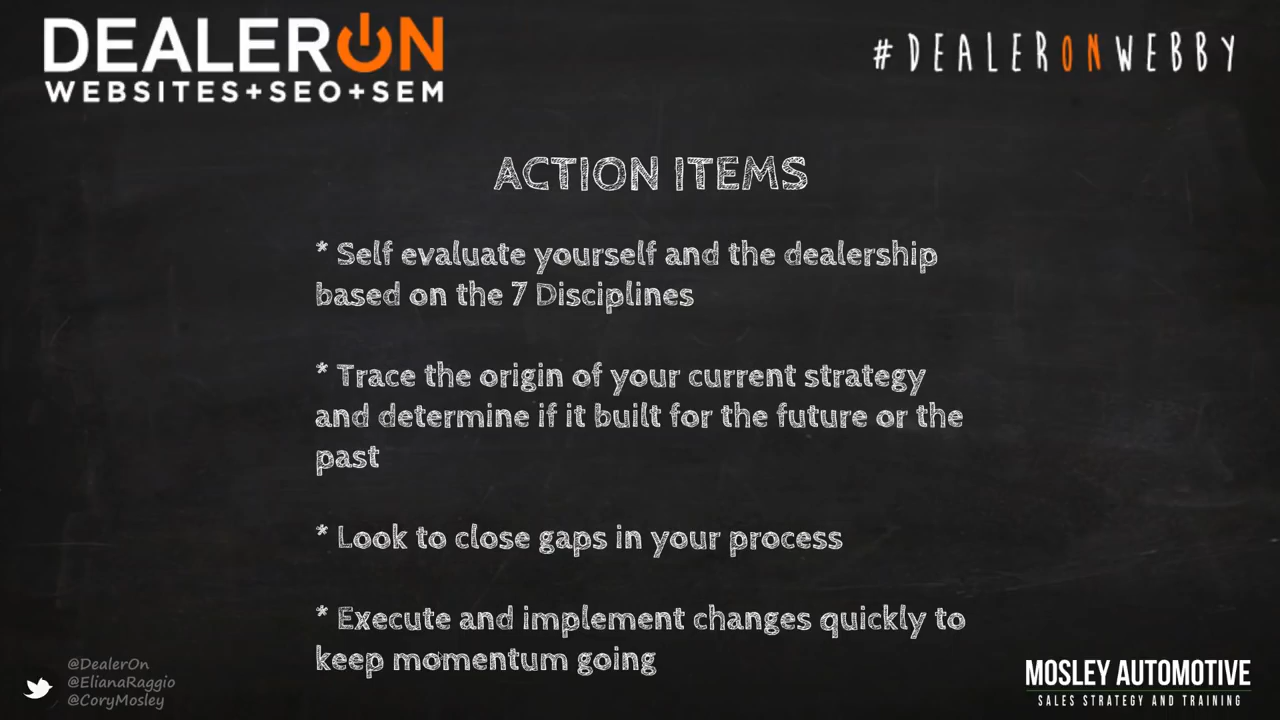 DEALERON
WEBSITES+SEO+SEM
#DEALERONWEBBY
ACTION ITEMS
* Self evaluate yourself and the dealership
based on the 7 Disciplines
* Trace the origin of your current strategy
and determine if it built for the future or the
past
* Look to close gaps in your process
* Execute and implement changes quickly to
keep momentum going
@DealerOn
@ElianaRaggio
@CoryMosley
MOSLEY AUTOMOTIVE
SALES STRATEGY AND TRAINING